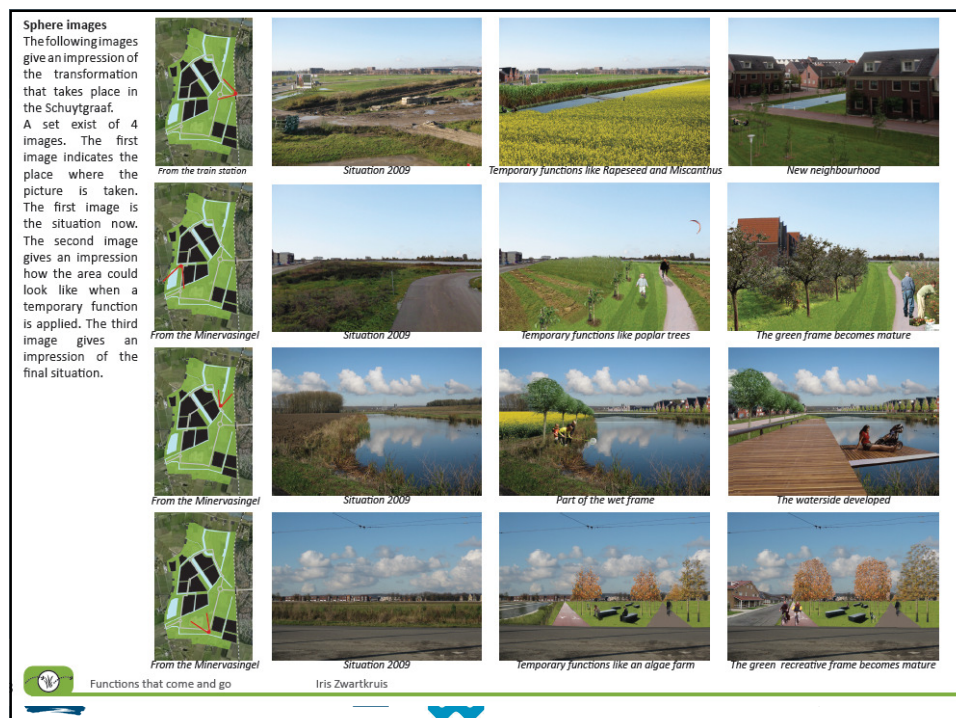 Sphere images
The following images
give an impression of
the transformation
that takes place in
the Schuytgraaf.
A set exist of 4
images. The first
image indicates the
place where the
picture is taken.
The first image is
the situation now.
The second image
gives an impression
how the area could
look like when a
temporary function
is applied. The third
image gives an
impression of the
final situation.
From the train station
Situation 2009
Temporary functions like Rapeseed and Miscanthus
New neighbourhood
From the Minervasingel
Situation 2009
Temporary functions like poplar trees
The green frame becomes mature
From the Minervasingel
Situation 2009
Part of the wet frame
The waterside developed
From the Minervasingel
Situation 2009
Temporary functions like an algae farm
The green recreative frame becomes mature
Functions that come and go
Iris Zwartkruis